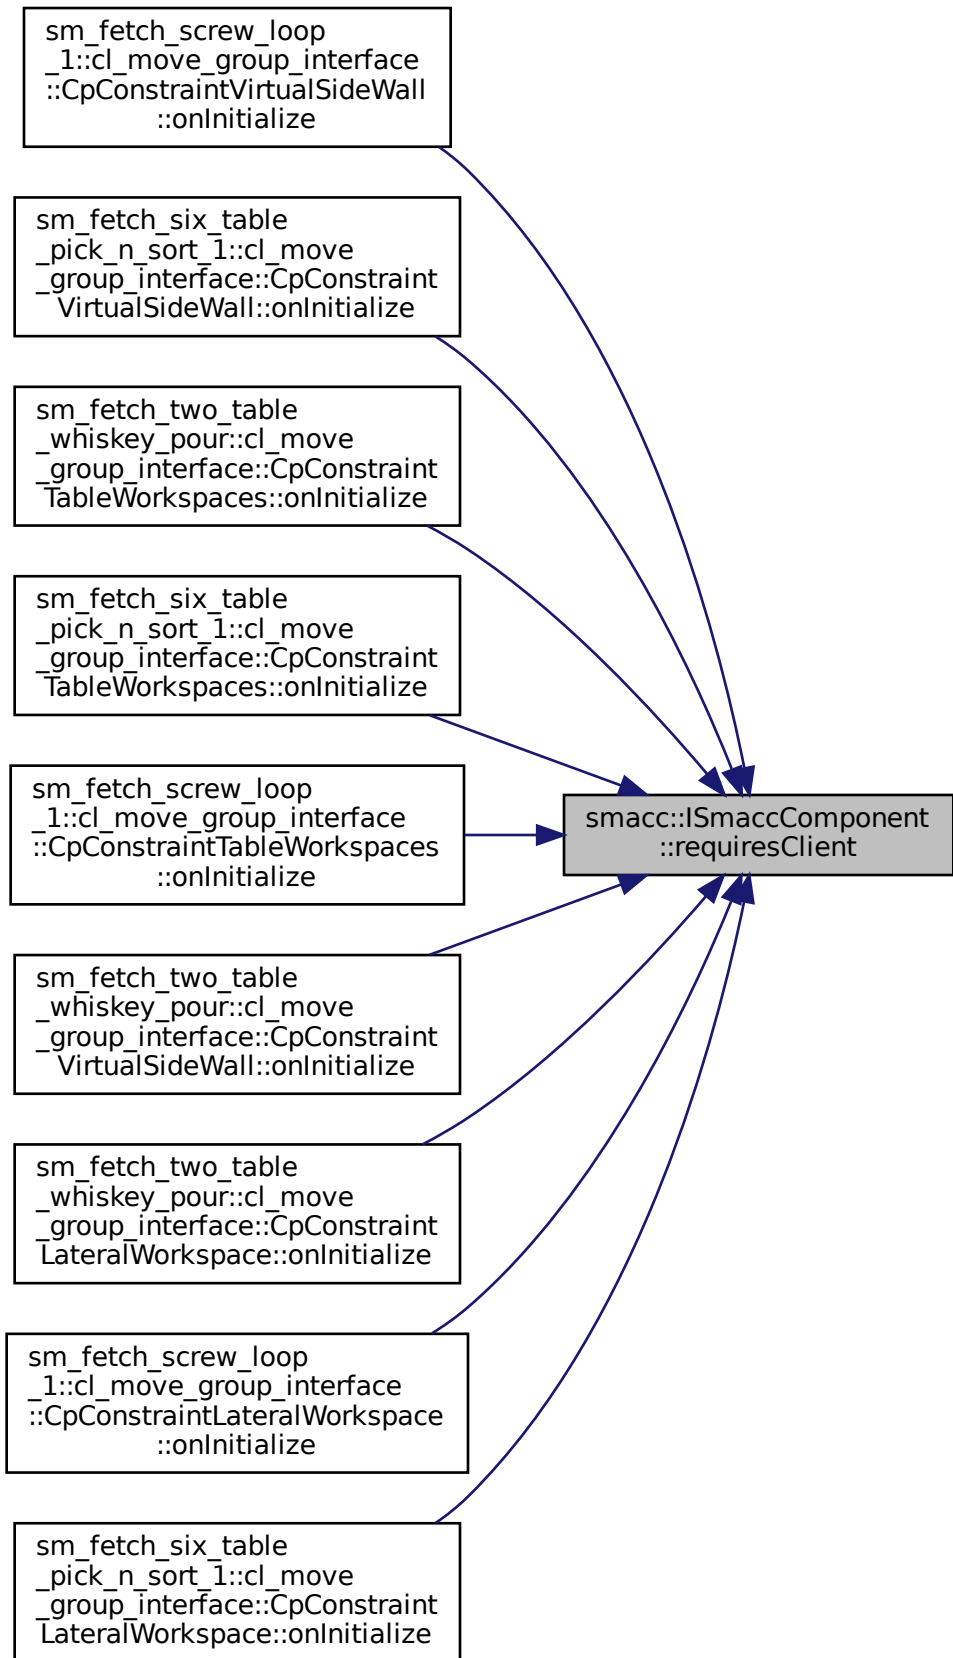 sm_fetch_screw_loop
_1::cl_move_group_interface
::CpConstraintVirtualSideWall
::onInitialize
sm_fetch_six_table
_pick_n_sort_1::cl_move
_group_interface::CpConstraint
VirtualSideWall::onInitialize
sm_fetch_two_table
_whiskey_pour::cl_move
_group_interface::CpConstraint
TableWorkspaces::onInitialize
sm_fetch_six_table
_pick_n_sort_1::cl_move
_group_interface::CpConstraint
TableWorkspaces::onInitialize
sm_fetch_screw_loop
_1::cl_move_group_interface
::CpConstraintTableWorkspaces
::onInitialize
smacc::ISmaccComponent
::requiresClient
sm_fetch_two_table
_whiskey_pour::cl_move
_group_interface::CpConstraint
VirtualSideWall::onInitialize
sm_fetch_two_table
_whiskey_pour::cl_move
_group_interface::CpConstraint
LateralWorkspace::onInitialize
sm_fetch_screw_loop
_1::cl_move_group_interface
::CpConstraintLateralWorkspace
::onInitialize
sm_fetch_six_table
_pick_n_sort_1::cl_move
_group_interface::CpConstraint
LateralWorkspace::onInitialize